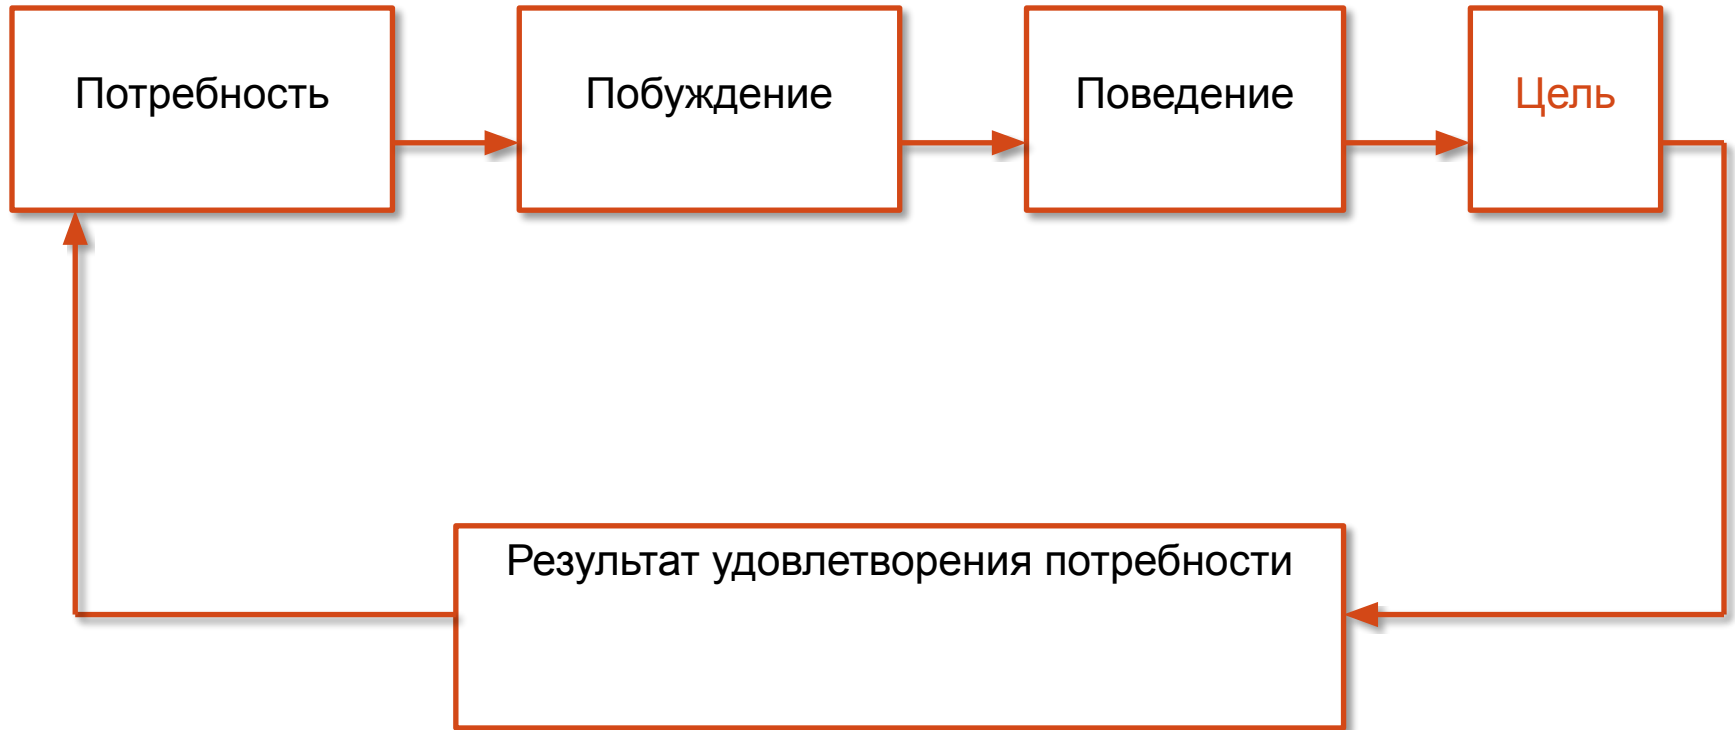 Потребность
Побуждение
Поведение
Цель
Результат удовлетворения потребности